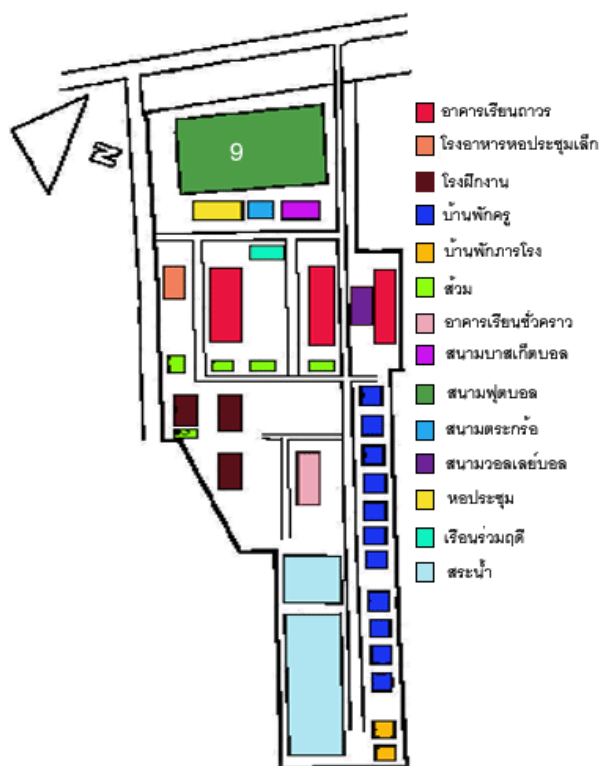 N
9
อาคารเรียนถาวร
โรงอาหารหอประชุมเล็ก
โรงฝึกงาน
บ้านพักครู
บ้านพักภารโรง
ส้วม
อาคารเรียนชั่วคราว
สนามบาสเก็ตบอล
สนามฟุตบอล
สนามตระกร้อ
สนามวอลเลย์บอล
หอประชุม
เรือนร่วมฤดี
สระน้ำ